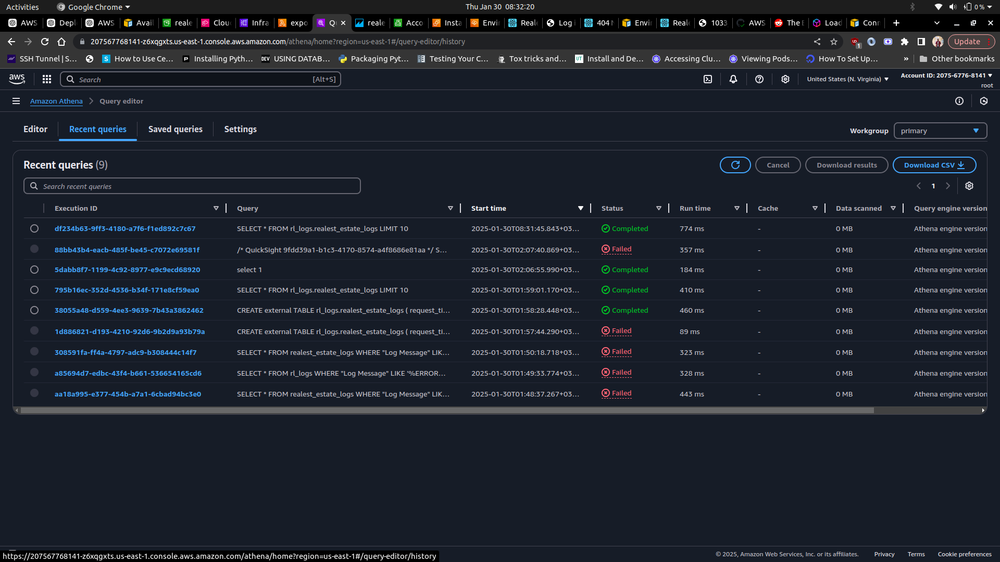 Activities Google Chrome Thu Jan 30 08:32:20 0 %
AWS Depl AWS Avail reale Clou Infra expo Qu reale Acco Insta Envir Reale Log i 404 N Envir Reale 1033 AWS The E Load Conn
207567768141-z6xqgxts.us-east-1.console.aws.amazon.com/athena/home?region=us-east-1#/query-editor/history 1 Update
SSH Tunnel | S... How to Use Ce... Installing Pyth... DEV USING DATAB... Packaging Pyt... Testing Your C... Tox tricks and... UT Install and De... Accessing Clu... Viewing Pods... How To Set Up... » Other bookmarks
aws Search [Alt+S] United States (N. Virginia) Account ID: 2075-6776-8141
root
Amazon Athena Query editor
Editor Recent queries Saved queries Settings Workgroup primary
Recent queries (9) Cancel Download results Download CSV
Search recent queries 1
Execution ID Query Start time Status Run time Cache Data scanned Query engine version
df234b63-9ff3-4180-a7f6-f1ed892c7c67 SELECT * FROM rl_logs.realest_estate_logs LIMIT 10 2025-01-30T08:31:45.843+03... Completed 774 ms - 0 MB Athena engine version
88bb43b4-eacb-485f-be45-c7072e69581f /* QuickSight 9fdd39a1-b1c3-4170-8574-a4f8686e81aa */ S... 2025-01-30T02:07:40.869+03... Failed 357 ms - 0 MB Athena engine version
5dabb8f7-1199-4c92-8977-e9c9ecd68920 select 1 2025-01-30T02:06:55.990+03... Completed 184 ms - 0 MB Athena engine version
795b16ec-352d-4536-b34f-171e8cf59ea0 SELECT * FROM rl_logs.realest_estate_logs LIMIT 10 2025-01-30T01:59:01.170+03... Completed 410 ms - 0 MB Athena engine version
38055a48-d559-4ee3-9639-7b43a3862462 CREATE external TABLE rl_logs.realest_estate_logs ( request_ti... 2025-01-30T01:58:28.448+03... Completed 460 ms - 0 MB Athena engine version
1d886821-d193-4210-92d6-9b2d9a93b79a CREATE external TABLE rl_logs.realest_estate_logs ( request_ti... 2025-01-30T01:57:44.290+03... Failed 89 ms - 0 MB Athena engine version
308591fa-ff4a-4797-adc9-b308444c14f7 SELECT * FROM realest_estate_logs WHERE "Log Message" LIK... 2025-01-30T01:50:18.718+03... Failed 323 ms - 0 MB Athena engine version
a85694d7-edbc-43f4-b661-536654165cd6 SELECT * FROM rl_logs WHERE "Log Message" LIKE '%ERROR... 2025-01-30T01:49:33.774+03... Failed 328 ms - 0 MB Athena engine version
aa18a995-e377-454b-a7a1-6cbad94bc3e0 SELECT * FROM realest_estate_logs WHERE "Log Message" LIK... 2025-01-30T01:48:37.267+03... Failed 443 ms - 0 MB Athena engine version
© 2025, Amazon Web Services, Inc. or its affiliates. Privacy Terms Cookie preferences
https://207567768141-z6xqgxts.us-east-1.console.aws.amazon.com/athena/home?region=us-east-1#/query-editor/history